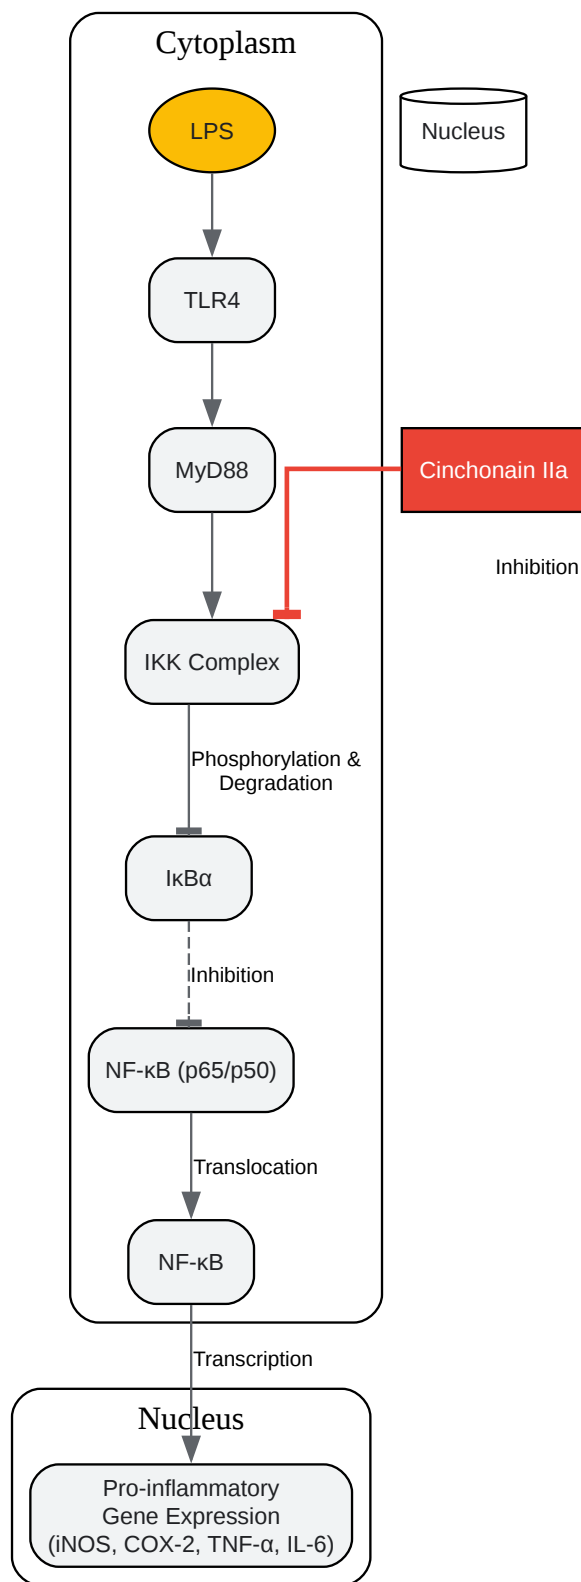 Cytoplasm
LPS
Nucleus
TLR4
MyD88
Cinchonain IIa
Inhibition
IKK Complex
Phosphorylation &
Degradation
IκBα
Inhibition
NF-κB (p65/p50)
Translocation
NF-κB
Transcription
Nucleus
Pro-inflammatory
Gene Expression
(iNOS, COX-2, TNF-α, IL-6)